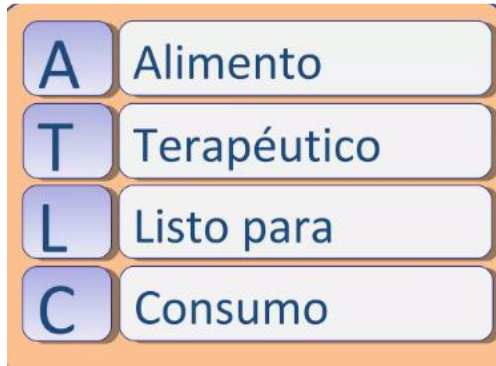 A Alimento
T Terapéutico
L Listo para
C Consumo